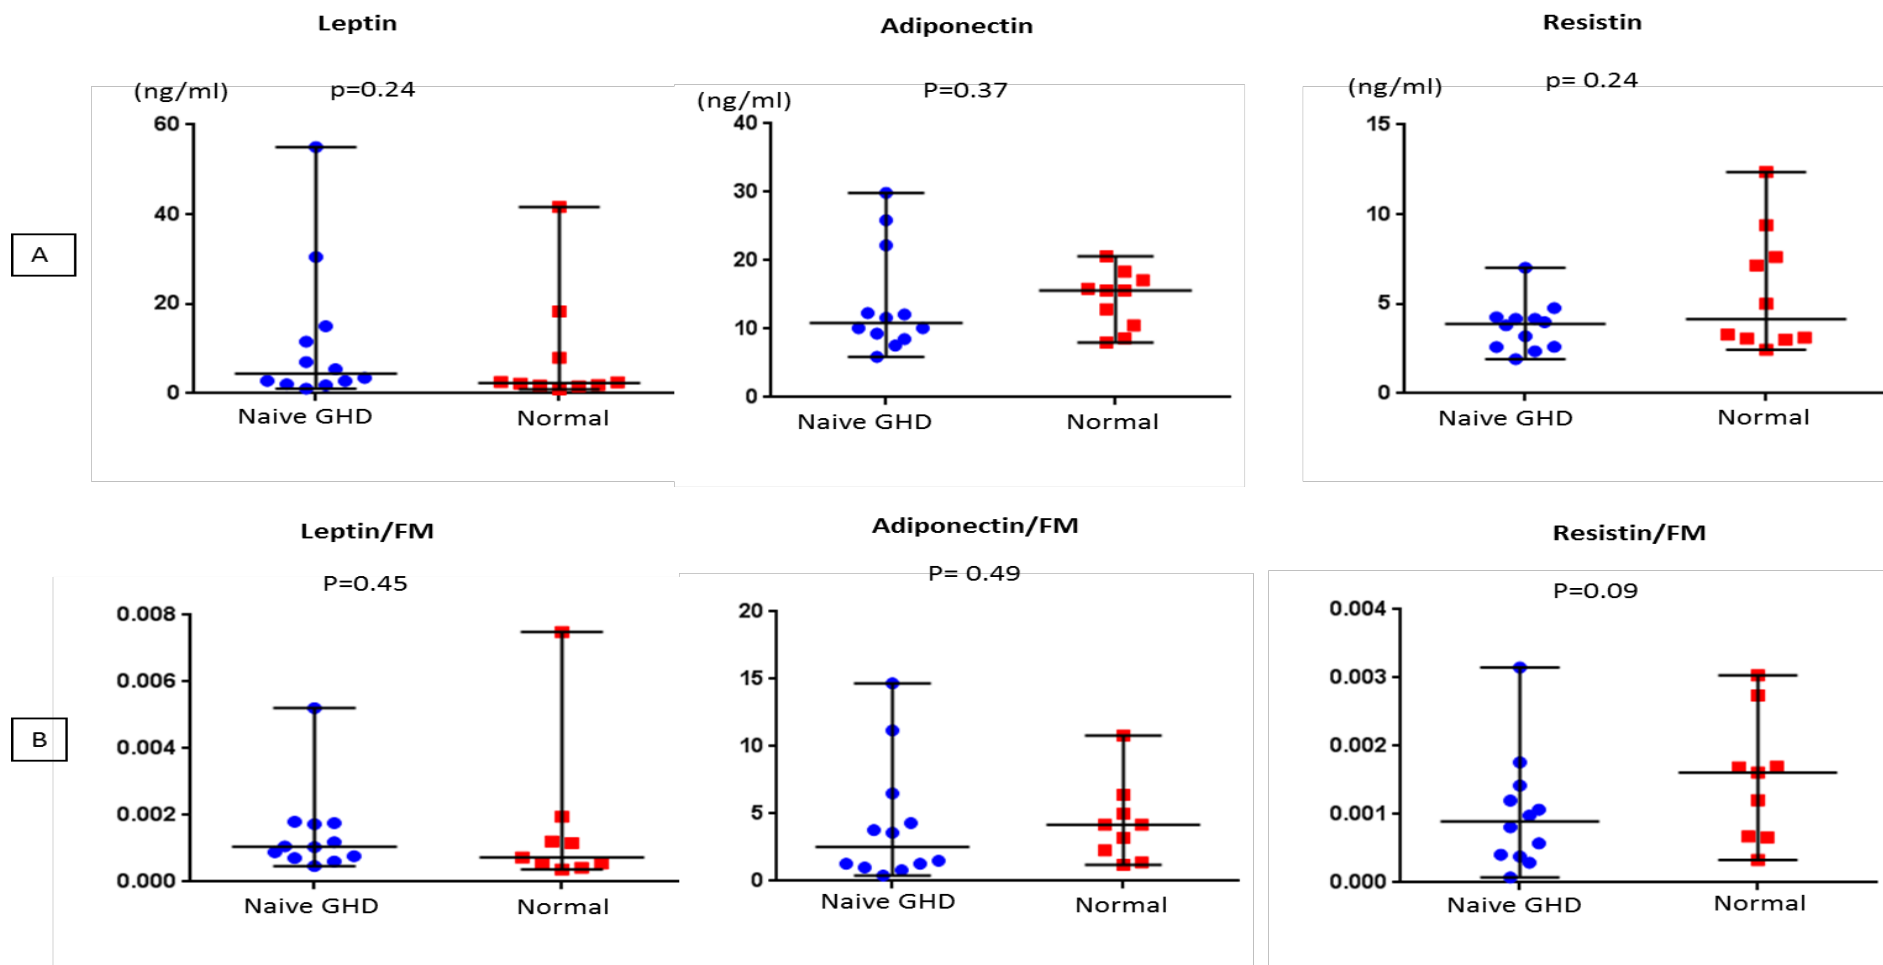 Leptin
Adiponectin
Resistin
(ng/ml)
p=0.24
(ng/ml)
P=0.37
(ng/ml)
p= 0.24
A
60
40
20
0
Naive GHD
Normal
40
30
20
10
0
Naive GHD
Normal
15
10
5
0
Naive GHD
Normal
Leptin/FM
Adiponectin/FM
Resistin/FM
P=0.45
P= 0.49
P=0.09
B
0.008
0.006
0.004
0.002
0.000
Naive GHD
Normal
20
15
10
5
0
Naive GHD
Normal
0.004
0.003
0.002
0.001
0.000
Naive GHD
Normal